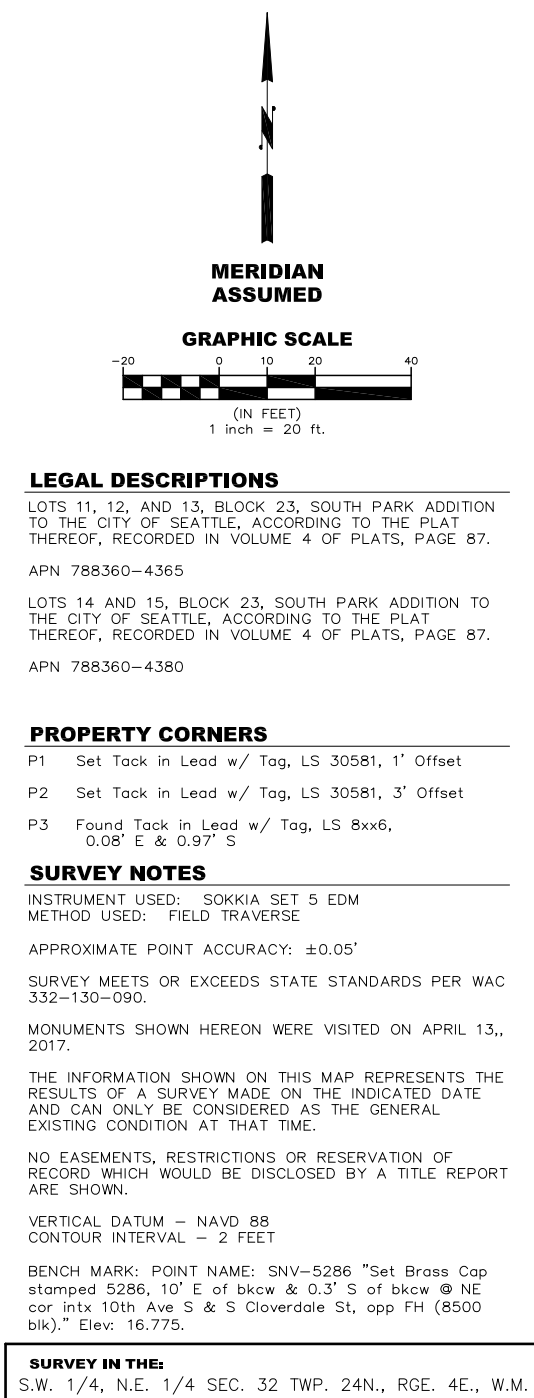 N
MERIDIAN
ASSUMED
GRAPHIC SCALE
-20 0 10 20 40
(IN FEET)
1 inch = 20 ft.
LEGAL DESCRIPTIONS
LOTS 11, 12, AND 13, BLOCK 23, SOUTH PARK ADDITION
TO THE CITY OF SEATTLE, ACCORDING TO THE PLAT
THEREOF, RECORDED IN VOLUME 4 OF PLATS, PAGE 87.
APN 788360-4365
LOTS 14 AND 15, BLOCK 23, SOUTH PARK ADDITION TO
THE CITY OF SEATTLE, ACCORDING TO THE PLAT
THEREOF, RECORDED IN VOLUME 4 OF PLATS, PAGE 87.
APN 788360-4380
PROPERTY CORNERS
P1 Set Tack in Lead w/ Tag, LS 30581, 1' Offset
P2 Set Tack in Lead w/ Tag, LS 30581, 3' Offset
P3 Found Tack in Lead w/ Tag, LS 8xx6,
0.08' E & 0.97' S
SURVEY NOTES
INSTRUMENT USED: SOKKIA SET 5 EDM
METHOD USED: FIELD TRAVERSE
APPROXIMATE POINT ACCURACY: ±0.05'
SURVEY MEETS OR EXCEEDS STATE STANDARDS PER WAC
332-130-090.
MONUMENTS SHOWN HEREON WERE VISITED ON APRIL 13,,
2017.
THE INFORMATION SHOWN ON THIS MAP REPRESENTS THE
RESULTS OF A SURVEY MADE ON THE INDICATED DATE
AND CAN ONLY BE CONSIDERED AS THE GENERAL
EXISTING CONDITION AT THAT TIME.
NO EASEMENTS, RESTRICTIONS OR RESERVATION OF
RECORD WHICH WOULD BE DISCLOSED BY A TITLE REPORT
ARE SHOWN.
VERTICAL DATUM - NAVD 88
CONTOUR INTERVAL - 2 FEET
BENCH MARK: POINT NAME: SNV-5286 "Set Brass Cap
stamped 5286, 10' E of bkcw & 0.3' S of bkcw @ NE
cor intx 10th Ave S & S Cloverdale St, opp FH (8500
blk)." Elev: 16.775.
SURVEY IN THE:
S.W. 1/4, N.E. 1/4 SEC. 32 TWP. 24N., RGE. 4E., W.M.